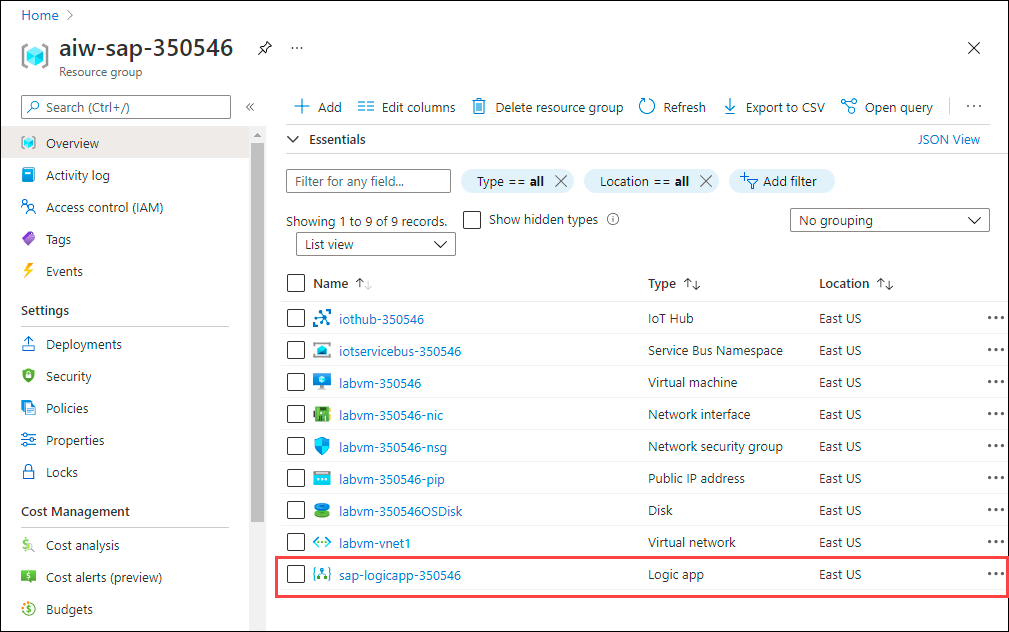 Home
aiw-sap-350546
Resource group
Search (Ctrl+/)
Overview
Activity log
Access control (IAM)
Tags
Events
Settings
Deployments
Security
Policies
Properties
Locks
Cost Management
Cost analysis
Cost alerts (preview)
Budgets
Add Edit columns Delete resource group Refresh Export to CSV Open query
Essentials JSON View
Filter for any field... Type == all Location == all Add filter
Showing 1 to 9 of 9 records. Show hidden types No grouping
List view
Name Type Location
iothub-350546 IoT Hub East US
iotservicebus-350546 Service Bus Namespace East US
labvm-350546 Virtual machine East US
labvm-350546-nic Network interface East US
labvm-350546-nsg Network security group East US
labvm-350546-pip Public IP address East US
labvm-350546OSDisk Disk East US
labvm-vnet1 Virtual network East US
sap-logicapp-350546 Logic app East US